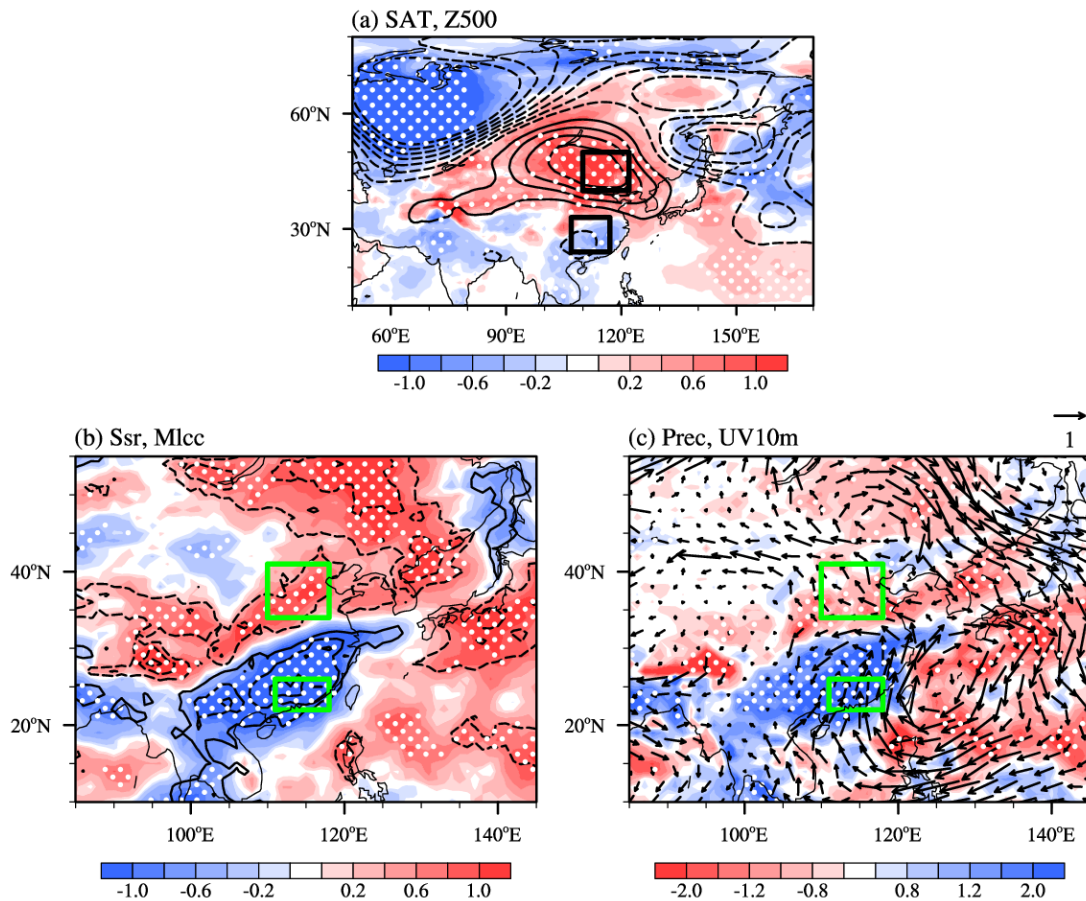 (a) SAT, Z500
60°N
30°N
60°E 90°E 120°E 150°E
-1.0 -0.6 -0.2 0.2 0.6 1.0
(b) Ssr, Mlcc
40°N
20°N
100°E 120°E 140°E
-1.0 -0.6 -0.2 0.2 0.6 1.0
(c) Prec, UV10m
1
40°N
20°N
100°E 120°E 140°E
-2.0 -1.2 -0.8 0.8 1.2 2.0